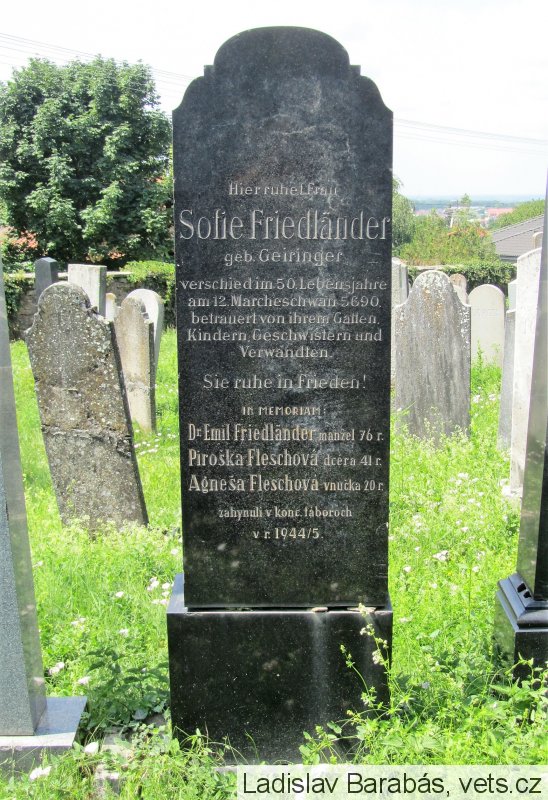 Hier ruhet Frau
Sofie Friedländer
geb. Geiringer
verschied im 50. Lebensjahre
am 12. Marcheschwan 5690,
betrauert von ihrem Gatten,
Kindern, Geschwistern und
Verwandten.
Sie ruhe in Frieden!
IN MEMORIAM:
Dr Emil Friedländer manžel 76 r.
Piroška Fleschová dcéra 41 r.
Agneša Fleschová vnučka 20 r.
zahynuli v konc. táboroch
v r. 1944/5.
Ladislav Barabás, vets.cz